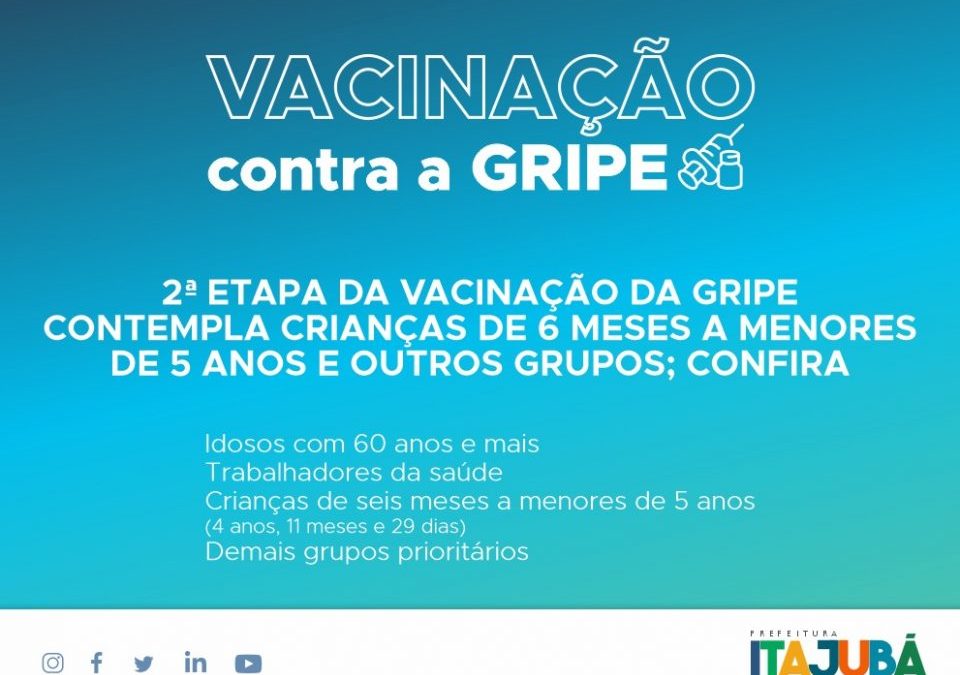 VACINAÇÃO
contra a GRIPE
2ª ETAPA DA VACINAÇÃO DA GRIPE
CONTEMPLA CRIANÇAS DE 6 MESES A MENORES
DE 5 ANOS E OUTROS GRUPOS; CONFIRA
Idosos com 60 anos e mais
Trabalhadores da saúde
Crianças de seis meses a menores de 5 anos
(4 anos, 11 meses e 29 dias)
Demais grupos prioritários
PREFEITURA
ITAJUBÁ